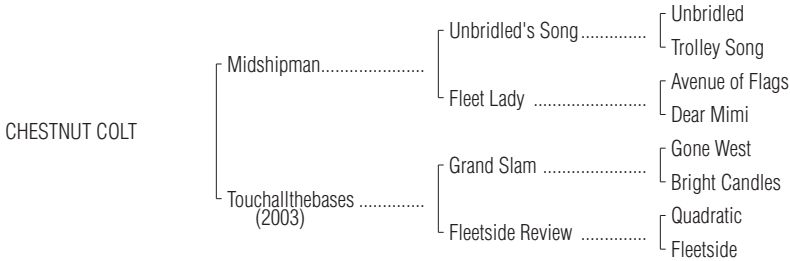 Unbridled
Unbridled's Song..............
Trolley Song
Midshipman......................
Avenue of Flags
Fleet Lady ........................
Dear Mimi
CHESTNUT COLT
Gone West
Grand Slam ......................
Bright Candles
Touchallthebases ..............
(2003)
Quadratic
Fleetside Review ..............
Fleetside